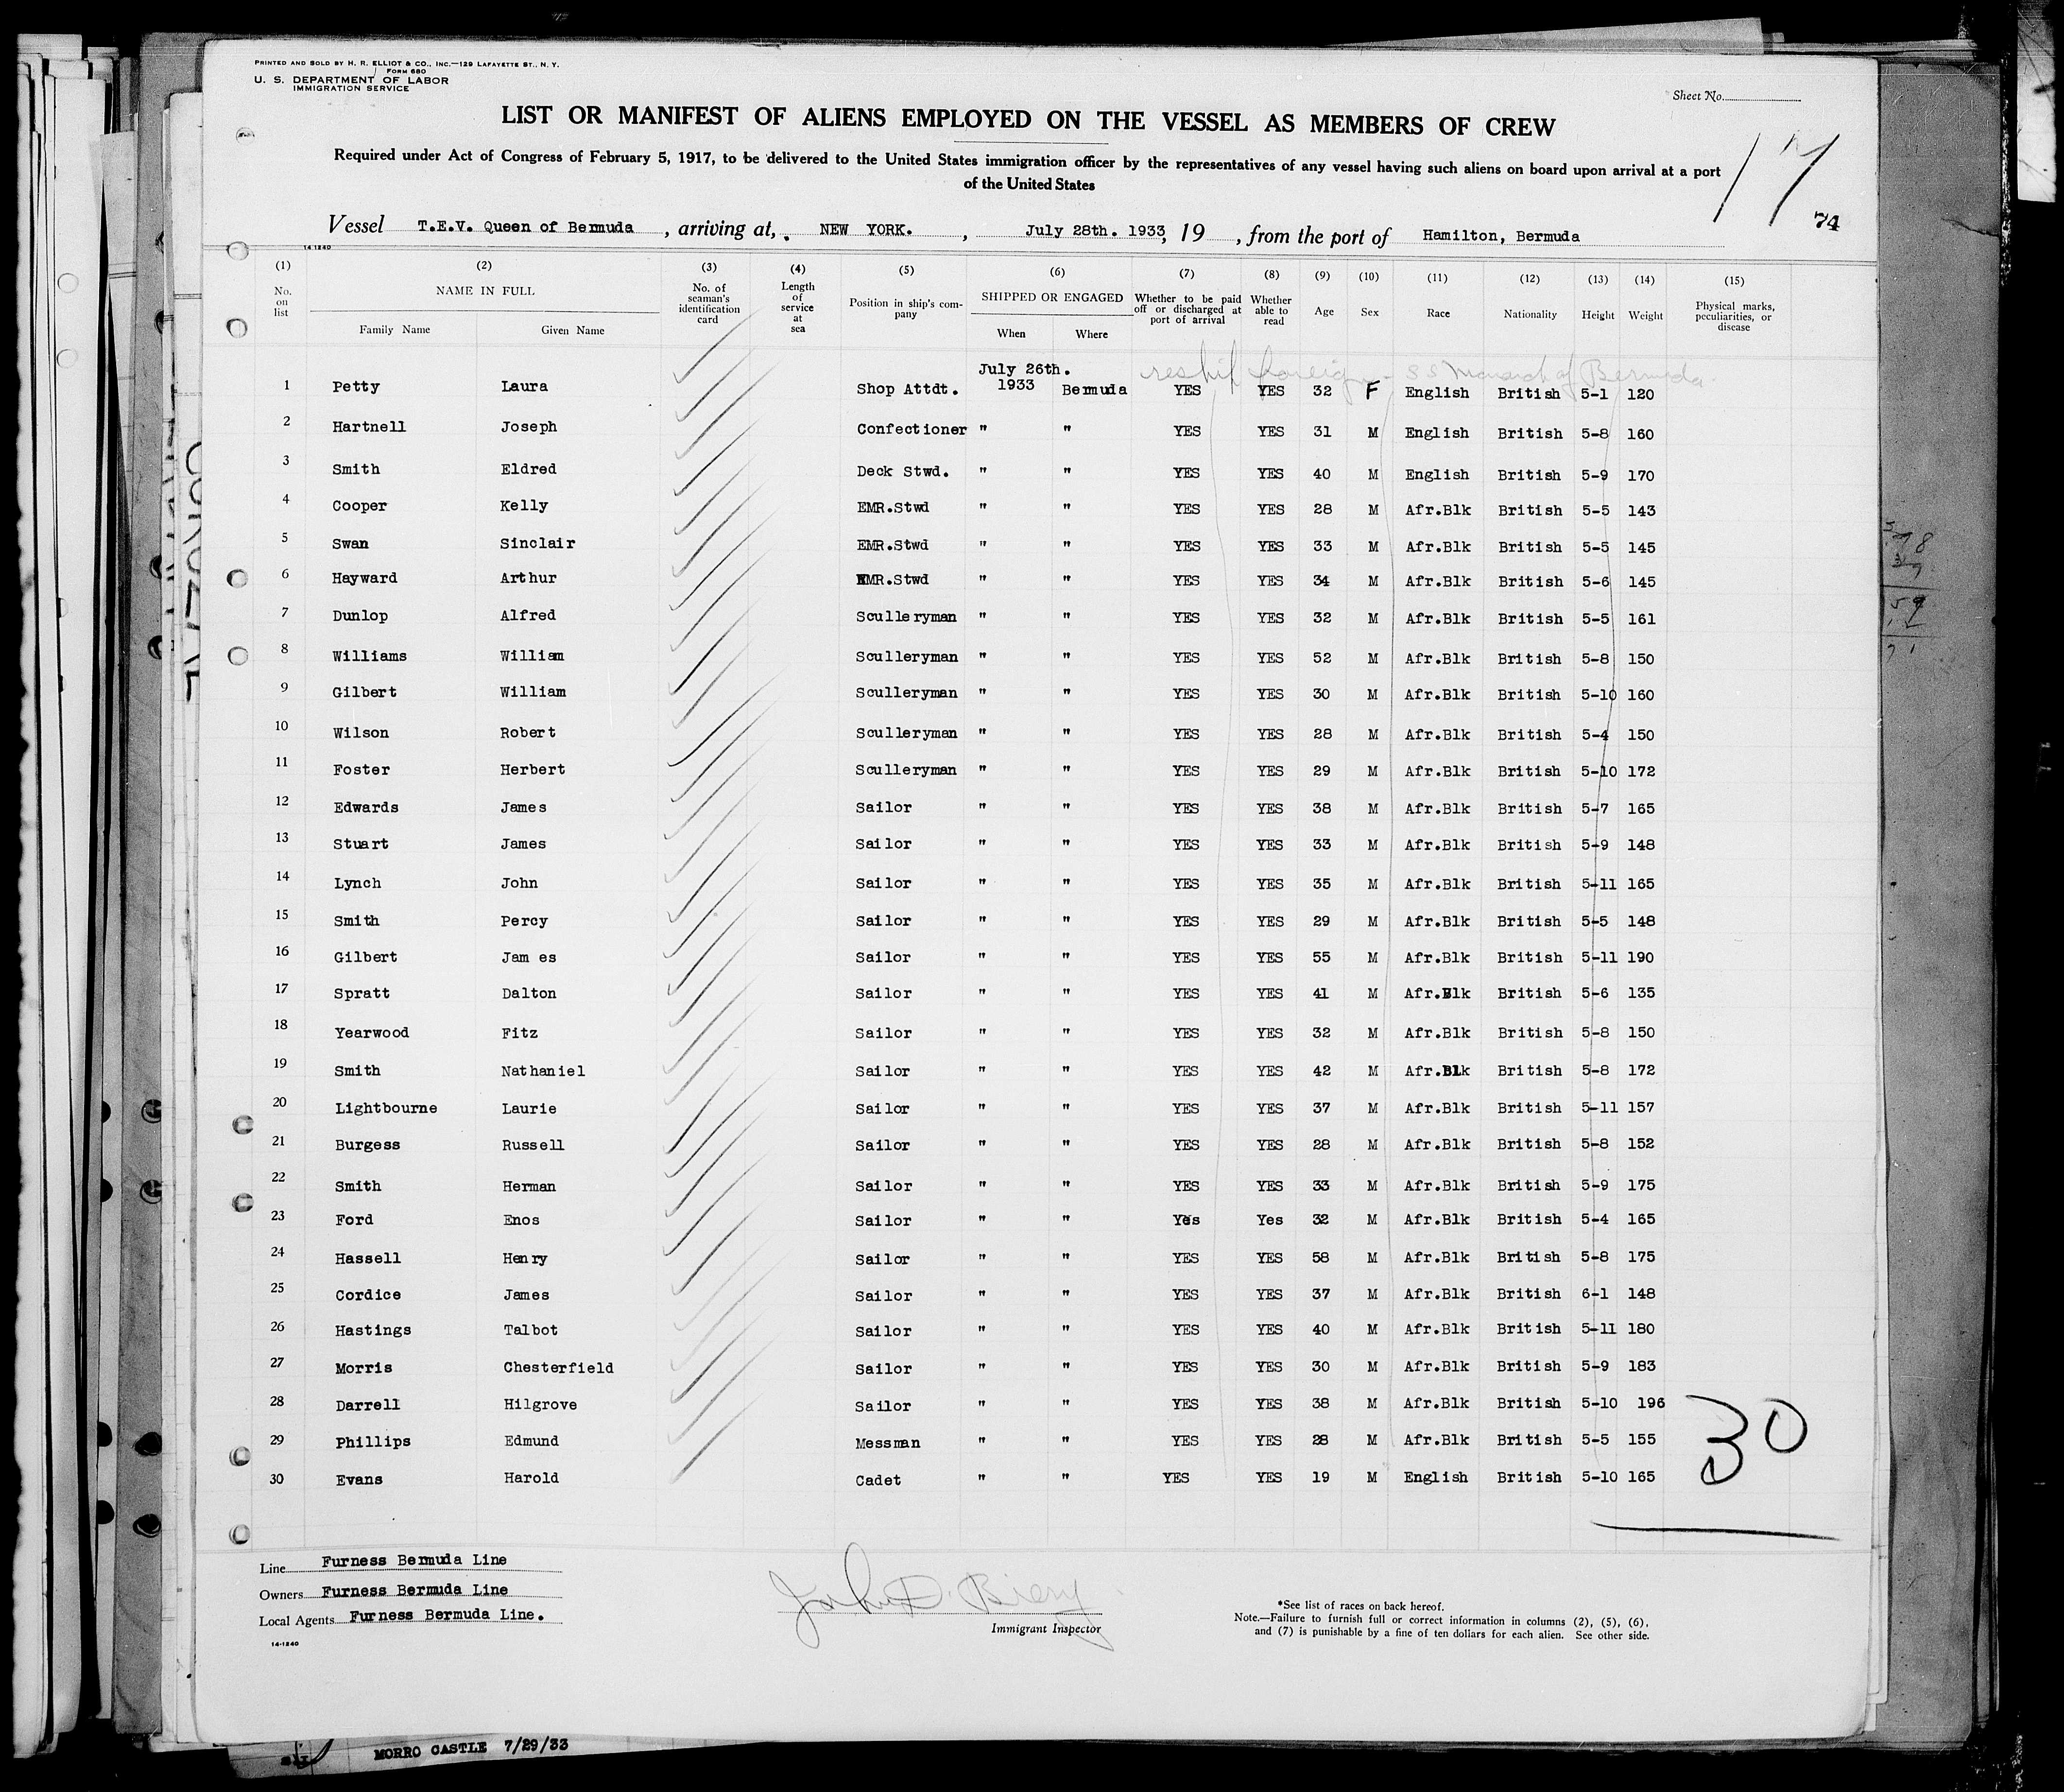 PRINTED AND SOLD BY H. R. ELLIOT & CO., INC.—129 LAFAYETTE ST., N. Y.
FORM 680
U. S. DEPARTMENT OF LABOR
IMMIGRATION SERVICE
Sheet No.
LIST OR MANIFEST OF ALIENS EMPLOYED ON THE VESSEL AS MEMBERS OF CREW
Required under Act of Congress of February 5, 1917, to be delivered to the United States immigration officer by the representatives of any vessel having such aliens on board upon arrival at a port
of the United States
17
74
Vessel T.E.V. Queen of Bermuda , arriving at, . NEW YORK. , July 28th. 1933, 19 , from the port of Hamilton, Bermuda
14-1240
(1) (2) (3) (4) (5) (6) (7) (8) (9) (10) (11) (12) (13) (14) (15)
No. on list NAME IN FULL Family Name Given Name No. of seaman's identification card Length of service at sea Position in ship's company SHIPPED OR ENGAGED When Where Whether to be paid off or discharged at port of arrival Whether able to read Age Sex Race Nationality Height Weight Physical marks, peculiarities, or disease
reship foreign - SS Monarch of Bermuda.
July 26th.
1 Petty Laura Shop Attdt. 1933 Bermuda YES YES 32 F English British 5-1 120
2 Hartnell Joseph Confectioner " " YES YES 31 M English British 5-8 160
3 Smith Eldred Deck Stwd. " " YES YES 40 M English British 5-9 170
4 Cooper Kelly EMR.Stwd " " YES YES 28 M Afr.Blk British 5-5 143
5 Swan Sinclair EMR.Stwd " " YES YES 33 M Afr.Blk British 5-5 145
6 Hayward Arthur EMR.Stwd " " YES YES 34 M Afr.Blk British 5-6 145
7 Dunlop Alfred Sculleryman " " YES YES 32 M Afr.Blk British 5-5 161
8 Williams William Sculleryman " " YES YES 52 M Afr.Blk British 5-8 150
9 Gilbert William Sculleryman " " YES YES 30 M Afr.Blk British 5-10 160
10 Wilson Robert Sculleryman " " YES YES 28 M Afr.Blk British 5-4 150
11 Foster Herbert Sculleryman " " YES YES 29 M Afr.Blk British 5-10 172
12 Edwards James Sailor " " YES YES 38 M Afr.Blk British 5-7 165
13 Stuart James Sailor " " YES YES 33 M Afr.Blk British 5-9 148
14 Lynch John Sailor " " YES YES 35 M Afr.Blk British 5-11 165
15 Smith Percy Sailor " " YES YES 29 M Afr.Blk British 5-5 148
16 Gilbert Jam es Sailor " " YES YES 55 M Afr.Blk British 5-11 190
17 Spratt Dalton Sailor " " YES YES 41 M Afr.Blk British 5-6 135
18 Yearwood Fitz Sailor " " YES YES 32 M Afr.Blk British 5-8 150
19 Smith Nathaniel Sailor " " YES YES 42 M Afr.Blk British 5-8 172
20 Lightbourne Laurie Sailor " " YES YES 37 M Afr.Blk British 5-11 157
21 Burgess Russell Sailor " " YES YES 28 M Afr.Blk British 5-8 152
22 Smith Herman Sailor " " YES YES 33 M Afr.Blk British 5-9 175
23 Ford Enos Sailor " " Yes Yes 32 M Afr.Blk British 5-4 165
24 Hassell Henry Sailor " " YES YES 58 M Afr.Blk British 5-8 175
25 Cordice James Sailor " " YES YES 37 M Afr.Blk British 6-1 148
26 Hastings Talbot Sailor " " YES YES 40 M Afr.Blk British 5-11 180
27 Morris Chesterfield Sailor " " YES YES 30 M Afr.Blk British 5-9 183
28 Darrell Hilgrove Sailor " " YES YES 38 M Afr.Blk British 5-10 196
29 Phillips Edmund Messman " " YES YES 28 M Afr.Blk British 5-5 155
30 Evans Harold Cadet " " YES YES 19 M English British 5-10 165
30
Line Furness Bermuda Line
Owners Furness Bermuda Line
Local Agents Furness Bermuda Line.
14-1240
John D. Bieny
Immigrant Inspector
*See list of races on back hereof.
Note.—Failure to furnish full or correct information in columns (2), (5), (6),
and (7) is punishable by a fine of ten dollars for each alien. See other side.
MORRO CASTLE 7/29/33